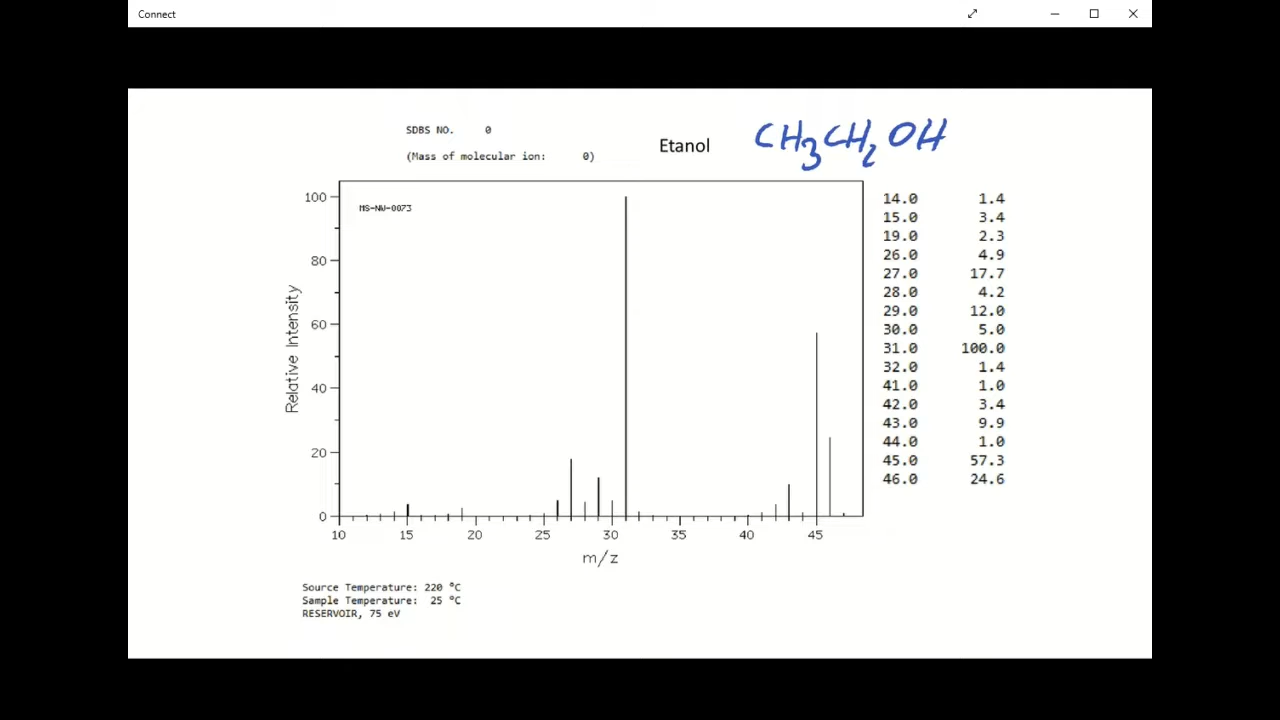 Connect
SDBS NO. 0
(Mass of molecular ion: 0)
Etanol CH3CH2OH
MS-NW-0073
100
80
60
40
20
0
Relative Intensity
10 15 20 25 30 35 40 45
m/z
14.0 1.4
15.0 3.4
19.0 2.3
26.0 4.9
27.0 17.7
28.0 4.2
29.0 12.0
30.0 5.0
31.0 100.0
32.0 1.4
41.0 1.0
42.0 3.4
43.0 9.9
44.0 1.0
45.0 57.3
46.0 24.6
Source Temperature: 220 °C
Sample Temperature: 25 °C
RESERVOIR, 75 eV